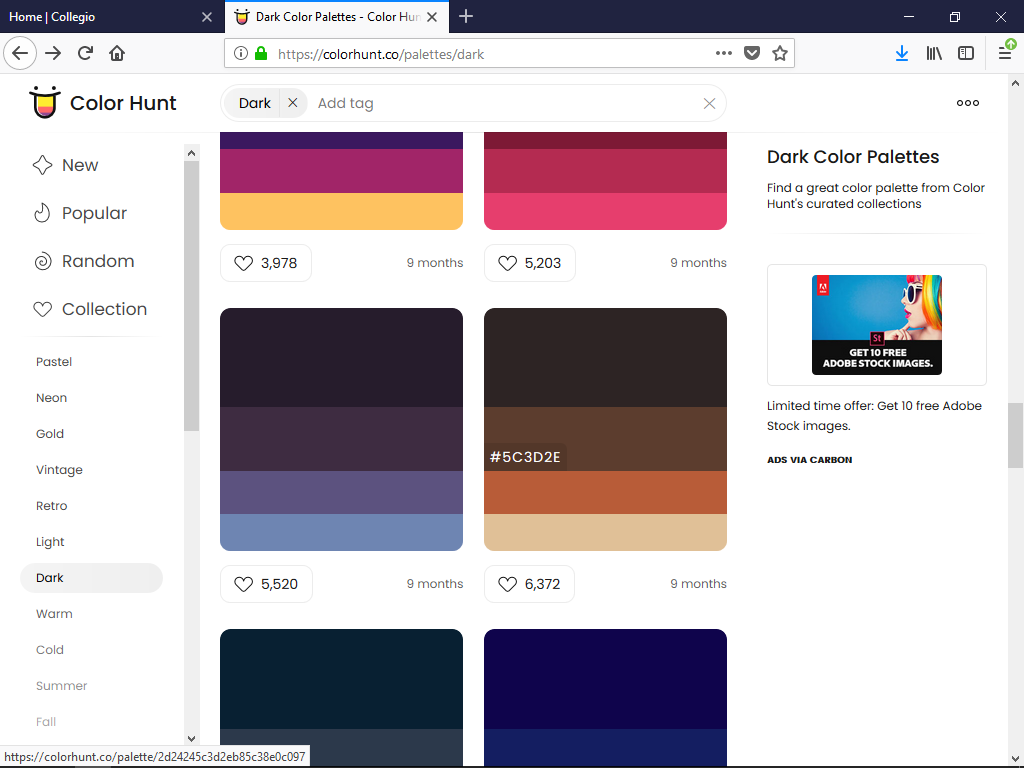 Home | Collegio
Dark Color Palettes - Color Hun
https://colorhunt.co/palettes/dark
Color Hunt
Dark
Add tag
New
Popular
Random
Collection
Pastel
Neon
Gold
Vintage
Retro
Light
Dark
Warm
Cold
Summer
Fall
3,978
9 months
5,203
9 months
#5C3D2E
5,520
9 months
6,372
9 months
Dark Color Palettes
Find a great color palette from Color
Hunt's curated collections
Adobe
St
GET 10 FREE
ADOBE STOCK IMAGES.
Limited time offer: Get 10 free Adobe
Stock images.
ADS VIA CARBON
https://colorhunt.co/palette/2d24245c3d2eb85c38e0c097